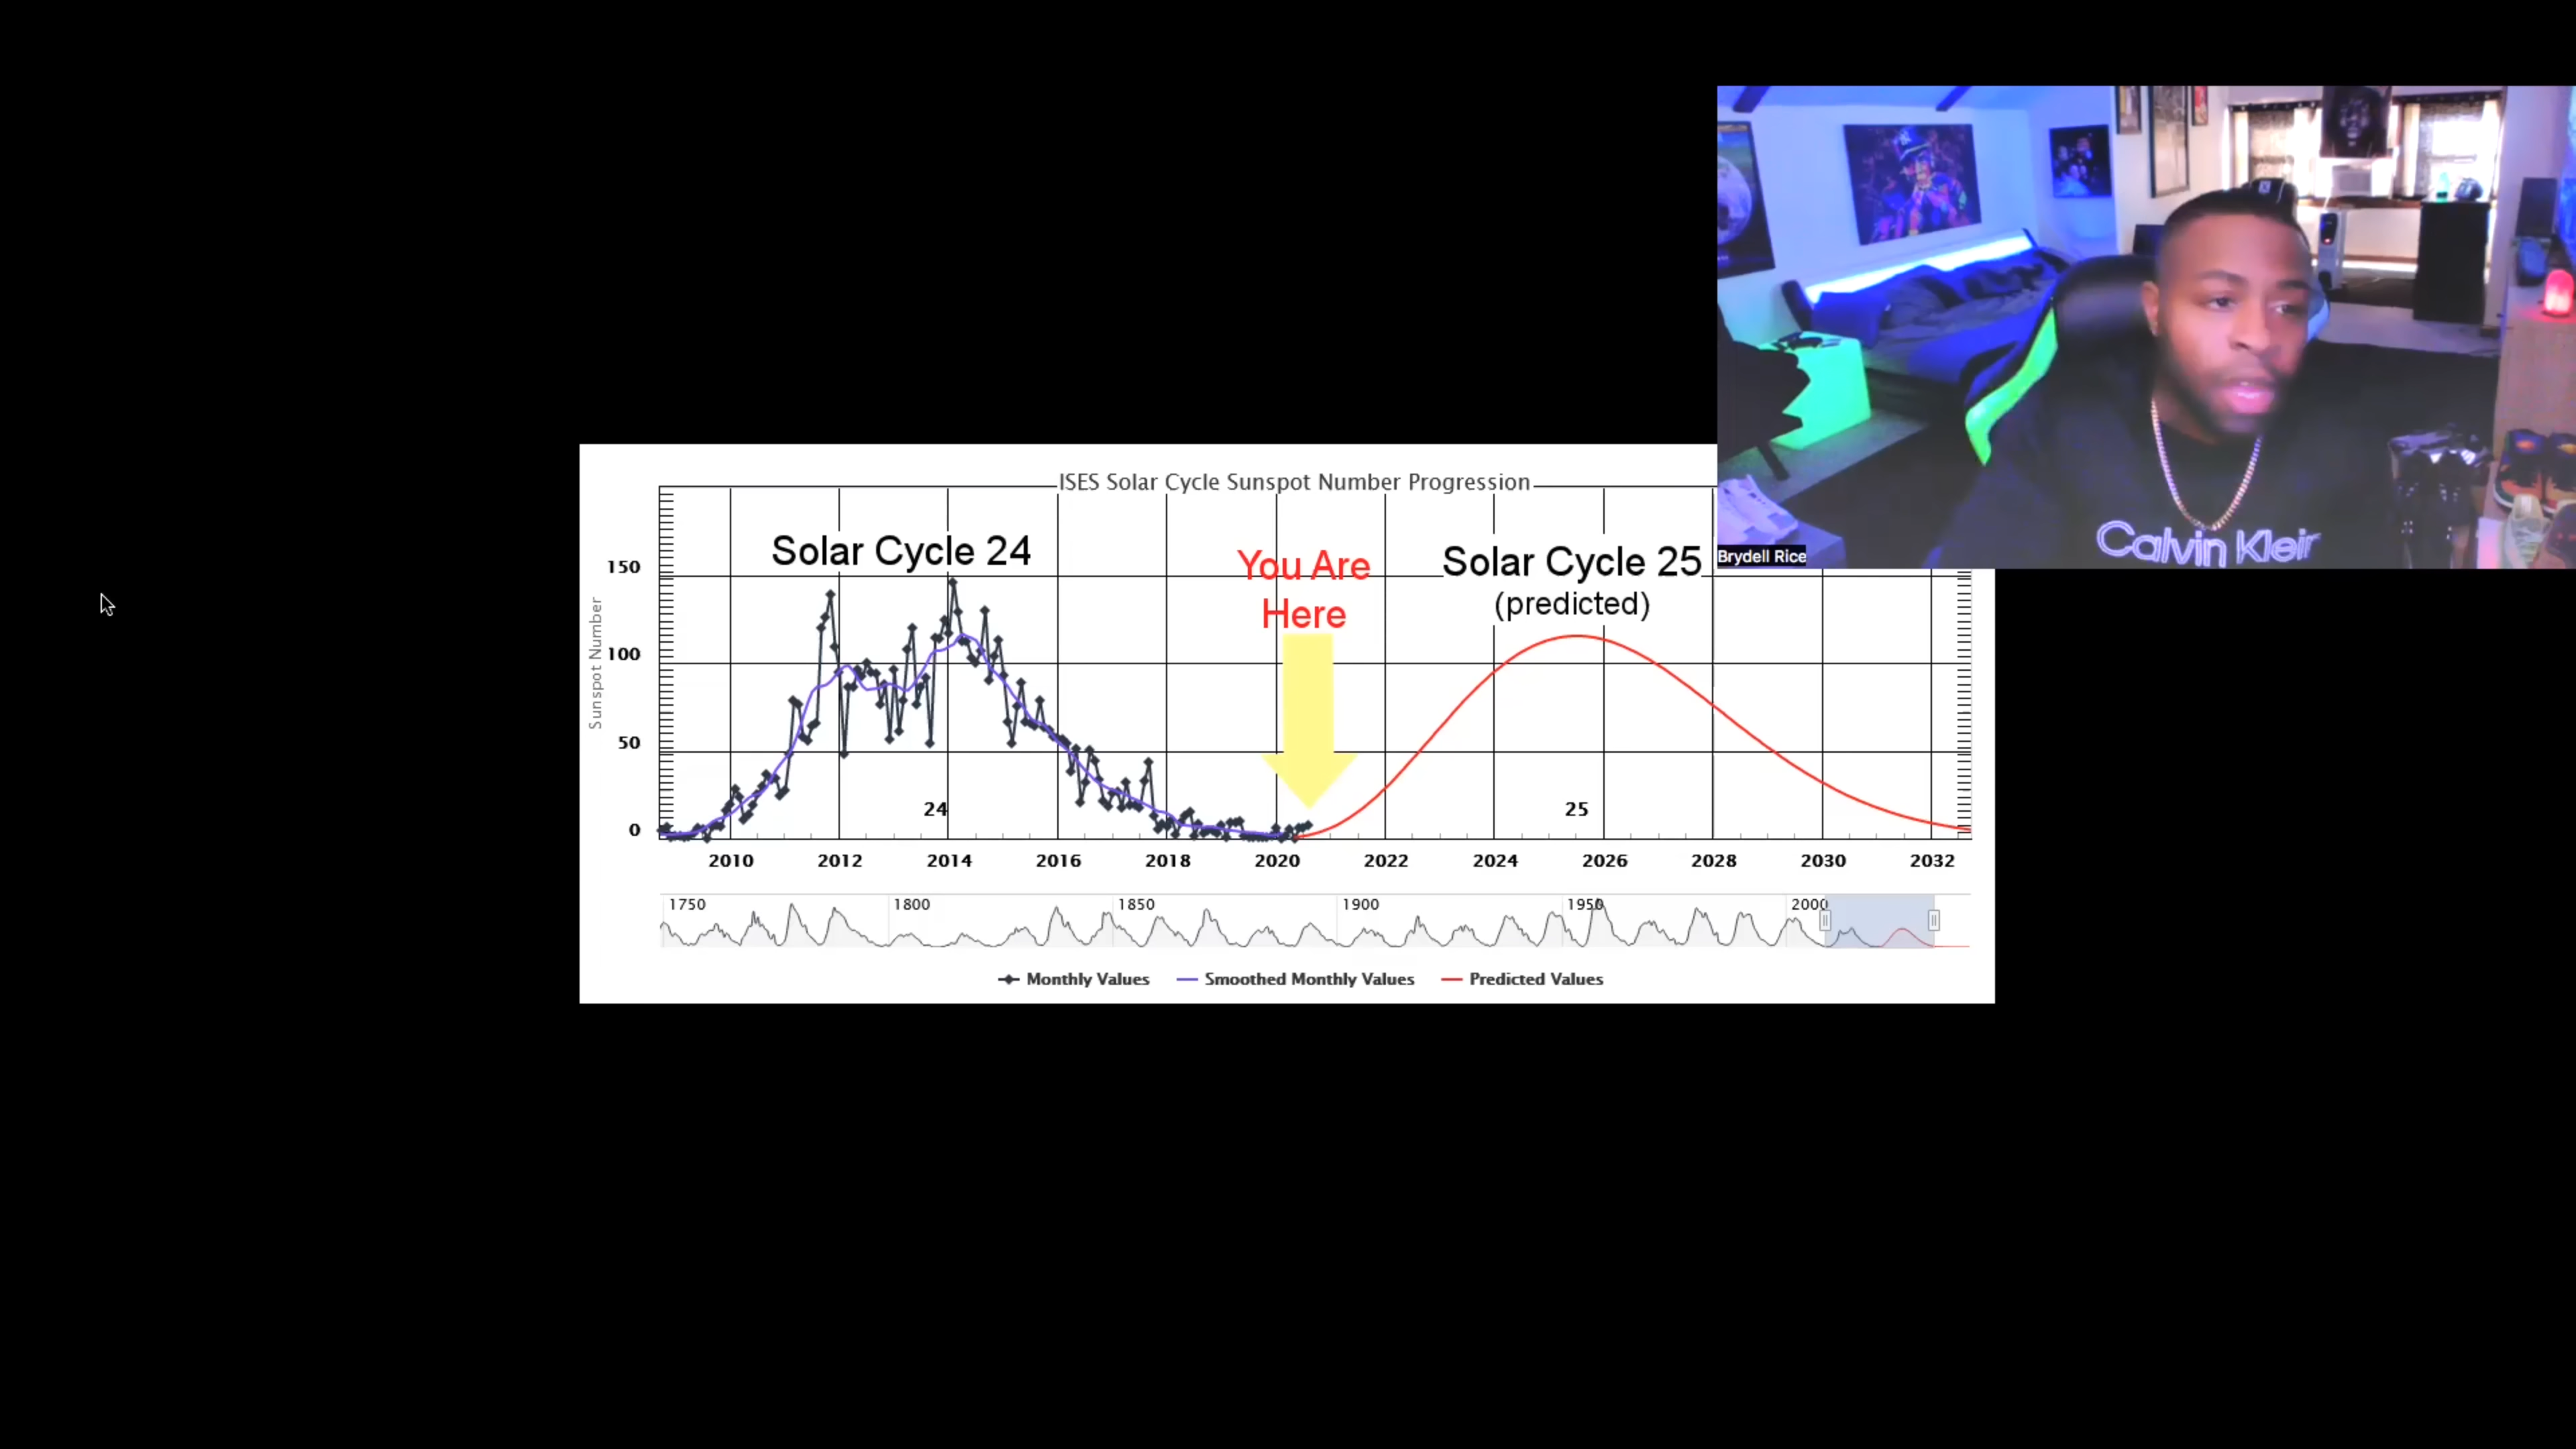 ISES Solar Cycle Sunspot Number Progression
Solar Cycle 24
You Are
Here
Solar Cycle 25
(predicted)
Brydell Rice
Calvin Klein
Sunspot Number
150
100
50
0
24
25
2010 2012 2014 2016 2018 2020 2022 2024 2026 2028 2030 2032
1750 1800 1850 1900 1950 2000
Monthly Values Smoothed Monthly Values Predicted Values